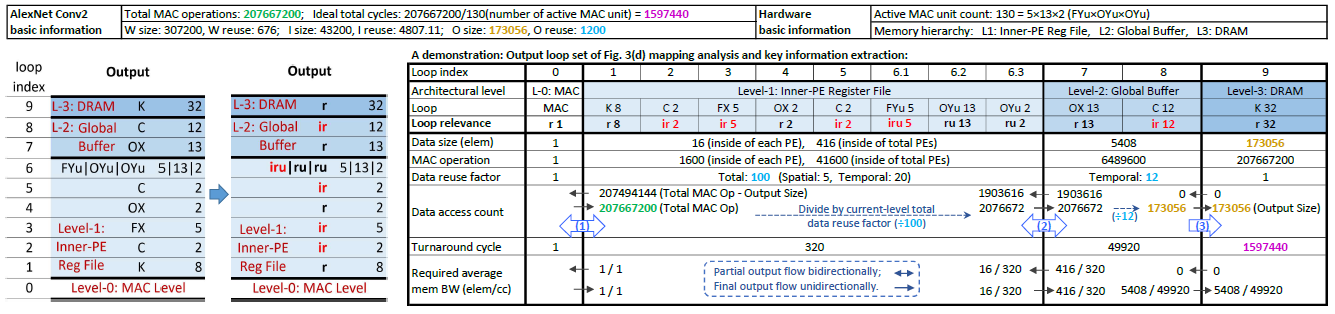 AlexNet Conv2 basic information
Total MAC operations: 207667200; Ideal total cycles: 207667200/130(number of active MAC unit) = 1597440
W size: 307200, W reuse: 676; I size: 43200, I reuse: 4807.11; O size: 173056, O reuse: 1200
Hardware basic information
Active MAC unit count: 130 = 5×13×2 (FYu×OYu×OYu)
Memory hierarchy: L1: Inner-PE Reg File, L2: Global Buffer, L3: DRAM
loop index
Output
Output
9 L-3: DRAM K 32
L-3: DRAM r 32
8 L-2: Global C 12
L-2: Global ir 12
7 Buffer OX 13
Buffer r 13
6 FYu|OYu|OYu 5|13|2
iru|ru|ru 5|13|2
5 C 2
ir 2
4 OX 2
r 2
3 Level-1: FX 5
Level-1: ir 5
2 Inner-PE C 2
Inner-PE ir 2
1 Reg File K 8
Reg File r 8
0 Level-0: MAC Level
Level-0: MAC Level
A demonstration: Output loop set of Fig. 3(d) mapping analysis and key information extraction:
Loop index 0 1 2 3 4 5 6.1 6.2 6.3 7 8 9
Architectural level L-0: MAC Level-1: Inner-PE Register File Level-2: Global Buffer Level-3: DRAM
Loop MAC K 8 C 2 FX 5 OX 2 C 2 FYu 5 OYu 13 OYu 2 OX 13 C 12 K 32
Loop relevance r 1 r 8 ir 2 ir 5 r 2 ir 2 iru 5 ru 13 ru 2 r 13 ir 12 r 32
Data size (elem) 1 16 (inside of each PE), 416 (inside of total PEs) 5408 173056
MAC operation 1 1600 (inside of each PE), 41600 (inside of total PEs) 6489600 207667200
Data reuse factor 1 Total: 100 (Spatial: 5, Temporal: 20) Temporal: 12 1
Data access count
207494144 (Total MAC Op - Output Size) 1903616 1903616 0 0
207667200 (Total MAC Op) Divide by current-level total data reuse factor (÷100) 2076672 2076672 (÷12) 173056 173056 (Output Size)
(1) (2) (3)
Turnaround cycle 1 320 49920 1597440
Required average mem BW (elem/cc)
1 / 1 Partial output flow bidirectionally; 16 / 320 416 / 320 0 0
1 / 1 Final output flow unidirectionally. 16 / 320 416 / 320 5408 / 49920 5408 / 49920